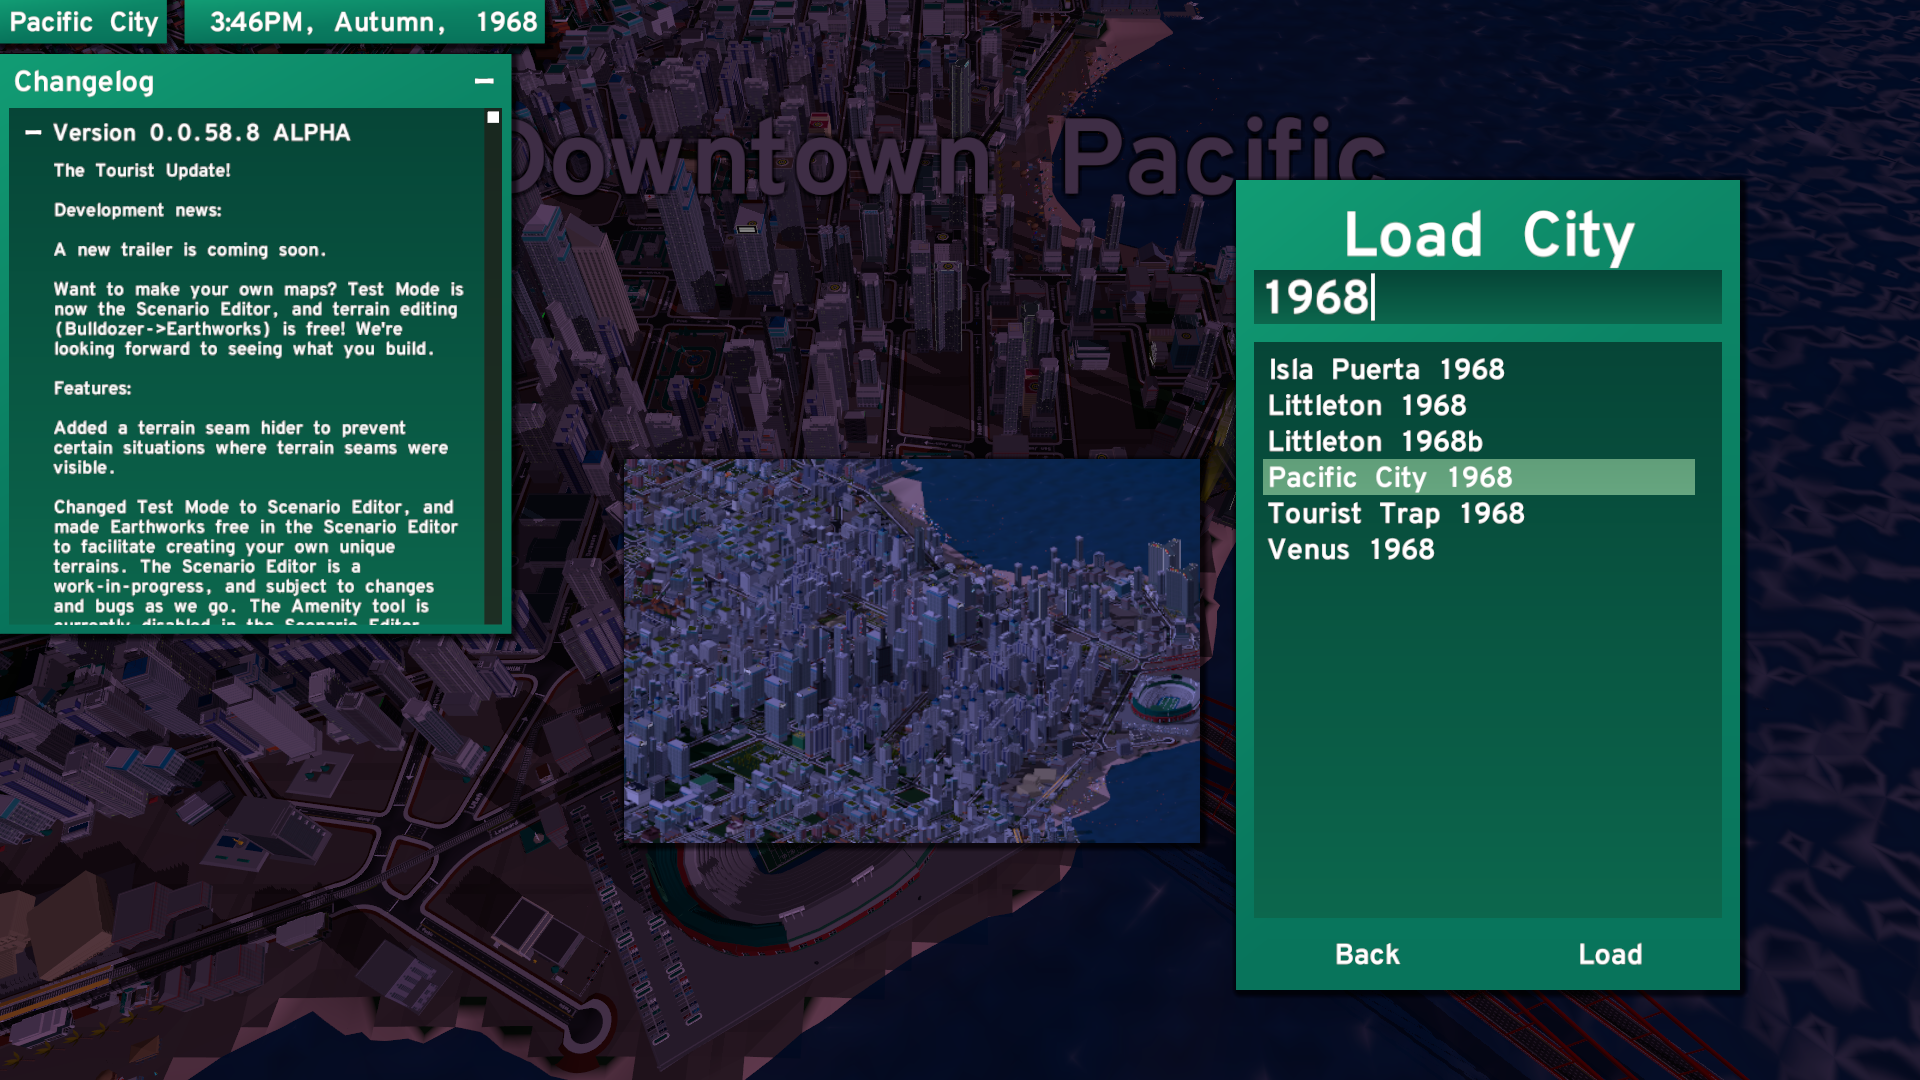 Pacific City
3:46PM, Autumn, 1968
Changelog
Version 0.0.58.8 ALPHA
The Tourist Update!
Development news:
A new trailer is coming soon.
Want to make your own maps? Test Mode is
now the Scenario Editor, and terrain editing
(Bulldozer->Earthworks) is free! We're
looking forward to seeing what you build.
Features:
Added a terrain seam hider to prevent
certain situations where terrain seams were
visible.
Changed Test Mode to Scenario Editor, and
made Earthworks free in the Scenario Editor
to facilitate creating your own unique
terrains. The Scenario Editor is a
work-in-progress, and subject to changes
and bugs as we go. The Amenity tool is
currently disabled in the Scenario Editor
Downtown Pacific
Load City
1968
Isla Puerta 1968
Littleton 1968
Littleton 1968b
Pacific City 1968
Tourist Trap 1968
Venus 1968
Back
Load